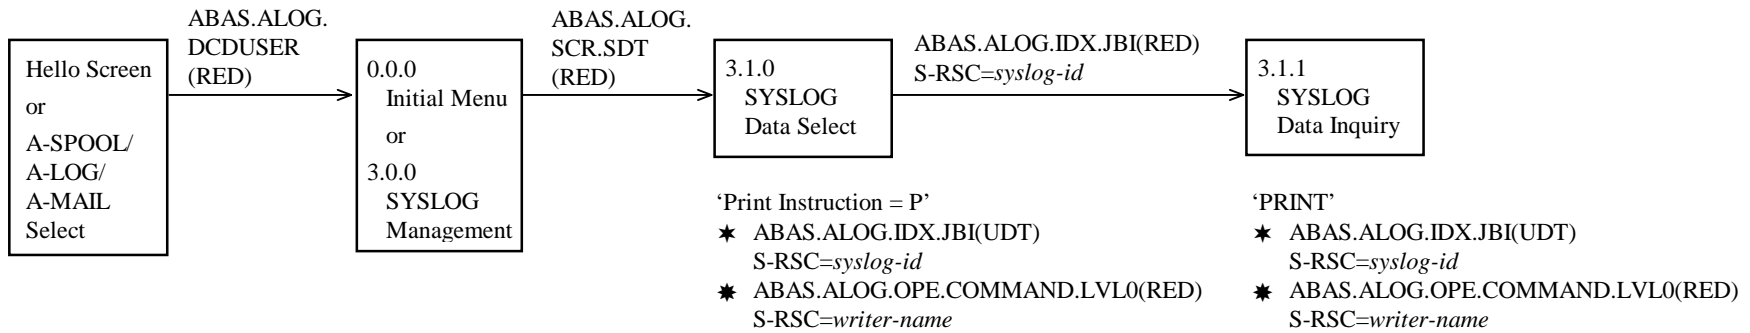 Hello Screen
or
A-SPOOL/
A-LOG/
A-MAIL
Select
ABAS.ALOG.
DCDUSER
(RED)
0.0.0
Initial Menu
or
3.0.0
SYSLOG
Management
ABAS.ALOG.
SCR.SDT
(RED)
3.1.0
SYSLOG
Data Select
ABAS.ALOG.IDX.JBI(RED)
S-RSC=syslog-id
3.1.1
SYSLOG
Data Inquiry
‘Print Instruction = P’
✶ ABAS.ALOG.IDX.JBI(UDT)
S-RSC=syslog-id
✸ ABAS.ALOG.OPE.COMMAND.LVL0(RED)
S-RSC=writer-name
‘PRINT’
✶ ABAS.ALOG.IDX.JBI(UDT)
S-RSC=syslog-id
✸ ABAS.ALOG.OPE.COMMAND.LVL0(RED)
S-RSC=writer-name